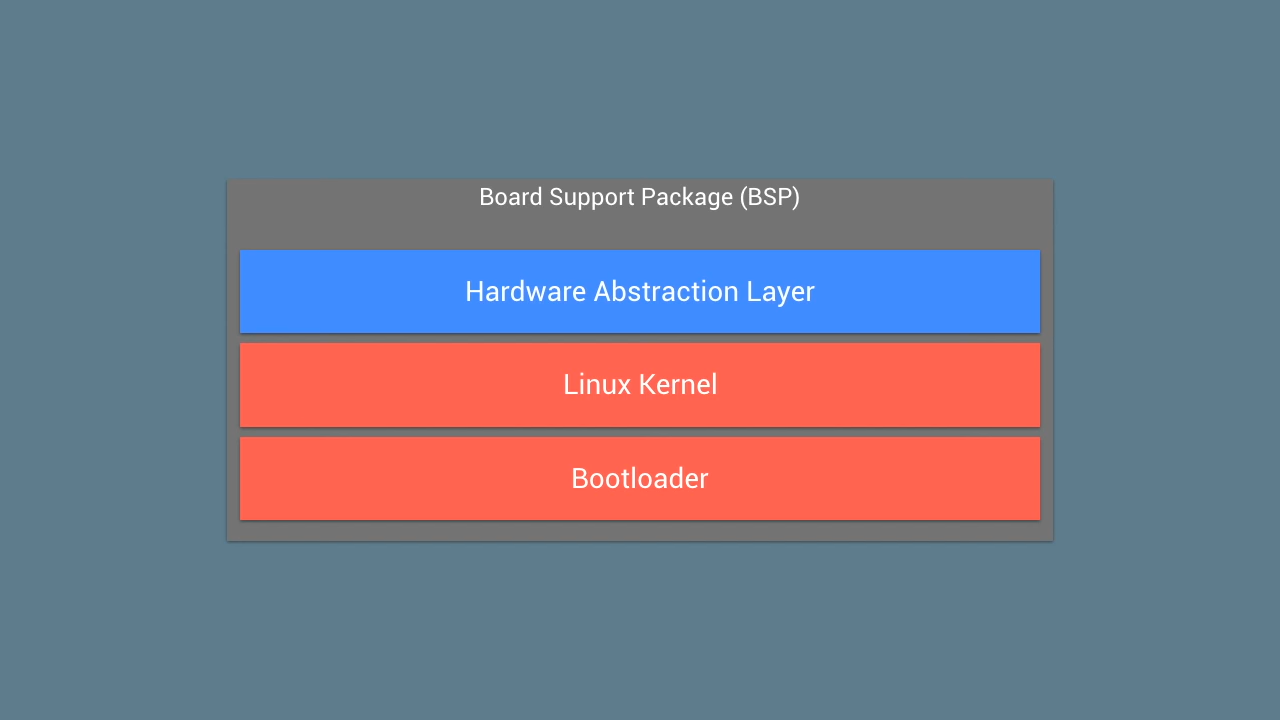 Board Support Package (BSP)
Hardware Abstraction Layer
Linux Kernel
Bootloader